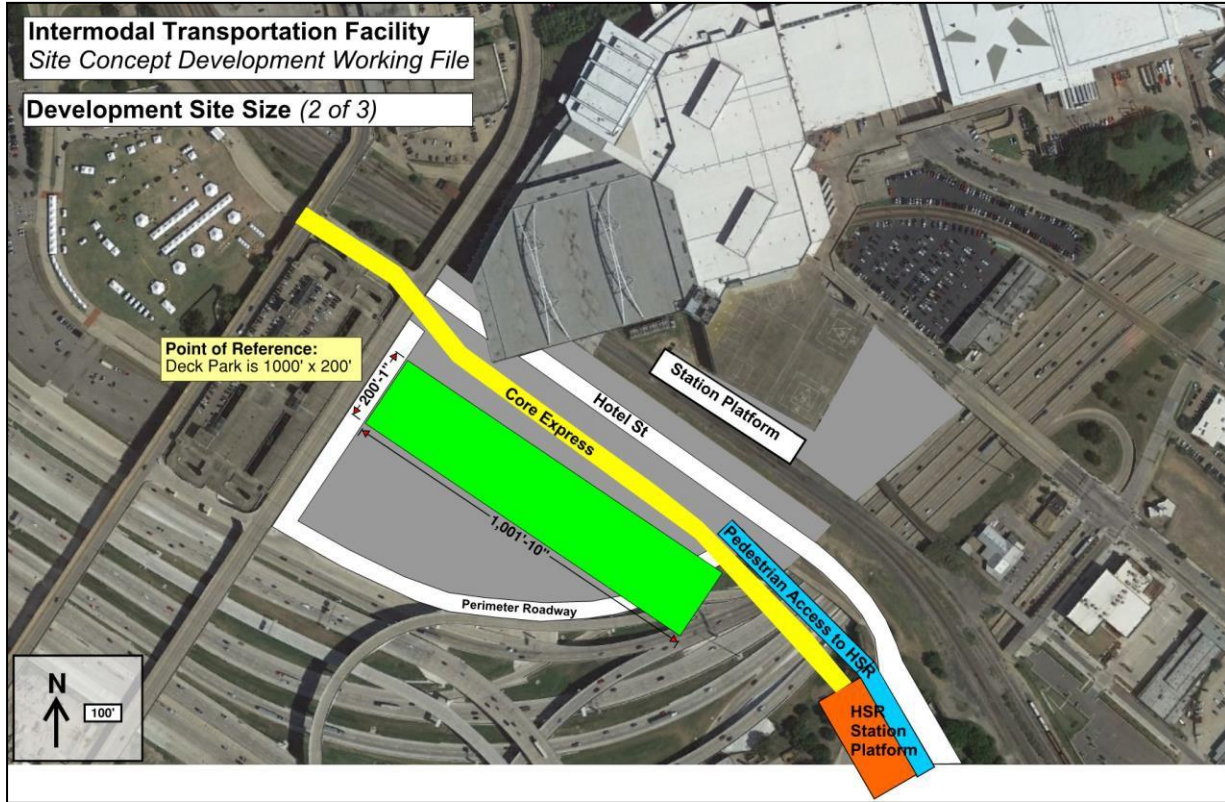 Intermodal Transportation Facility
Site Concept Development Working File
Development Site Size (2 of 3)
Point of Reference:
Deck Park is 1000' x 200'
200'-1"
Core Express
Hotel St
Station Platform
1,001'-10"
Pedestrian Access to HSR
Perimeter Roadway
N
100'
HSR
Station
Platform